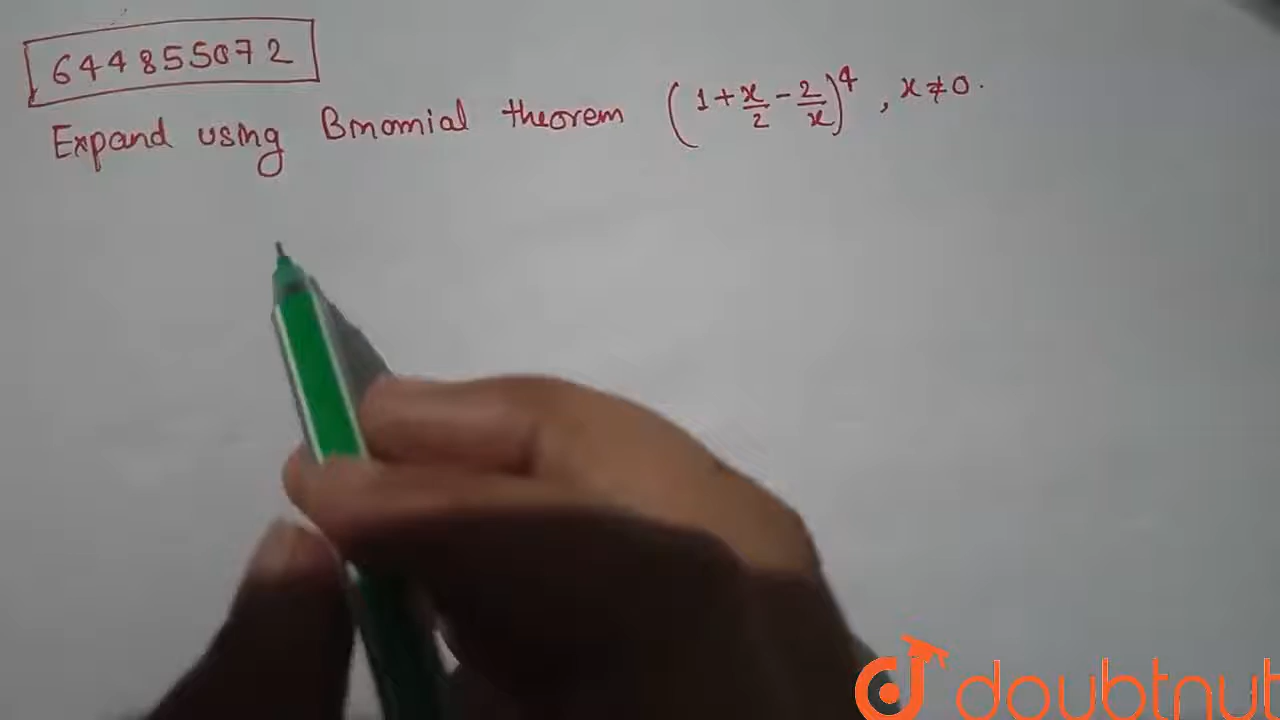 644855072
Expand using Bmomial theorem (1+x/2-2/x)^4, x≠0.
doubtnut